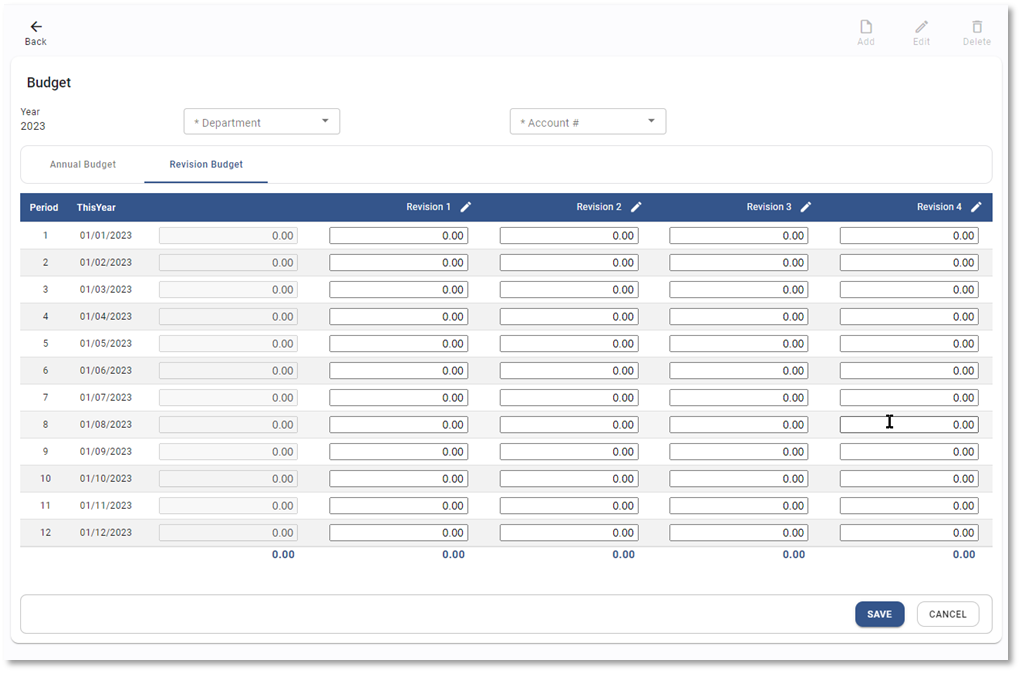 Back
Add Edit Delete
Budget
Year
2023
* Department
* Account #
Annual Budget Revision Budget
Period ThisYear Revision 1 Revision 2 Revision 3 Revision 4
1 01/01/2023 0.00 0.00 0.00 0.00 0.00
2 01/02/2023 0.00 0.00 0.00 0.00 0.00
3 01/03/2023 0.00 0.00 0.00 0.00 0.00
4 01/04/2023 0.00 0.00 0.00 0.00 0.00
5 01/05/2023 0.00 0.00 0.00 0.00 0.00
6 01/06/2023 0.00 0.00 0.00 0.00 0.00
7 01/07/2023 0.00 0.00 0.00 0.00 0.00
8 01/08/2023 0.00 0.00 0.00 0.00 0.00
9 01/09/2023 0.00 0.00 0.00 0.00 0.00
10 01/10/2023 0.00 0.00 0.00 0.00 0.00
11 01/11/2023 0.00 0.00 0.00 0.00 0.00
12 01/12/2023 0.00 0.00 0.00 0.00 0.00
0.00 0.00 0.00 0.00 0.00
SAVE CANCEL